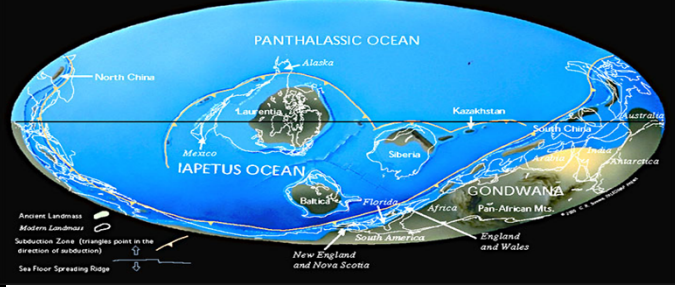 PANTHALASSIC OCEAN
Alaska
North China
Laurentia
Kazakhstan
Australia
South China
Mexico
Siberia
India
Arabia
Antarctica
IAPETUS OCEAN
GONDWANA
Baltica
Florida
Africa
Pan-African Mts.
Ancient Landmass
Modern Landmass
South America
England
and Wales
Subduction Zone (triangles point in the
direction of subduction)
New England
and Nova Scotia
Sea Floor Spreading Ridge